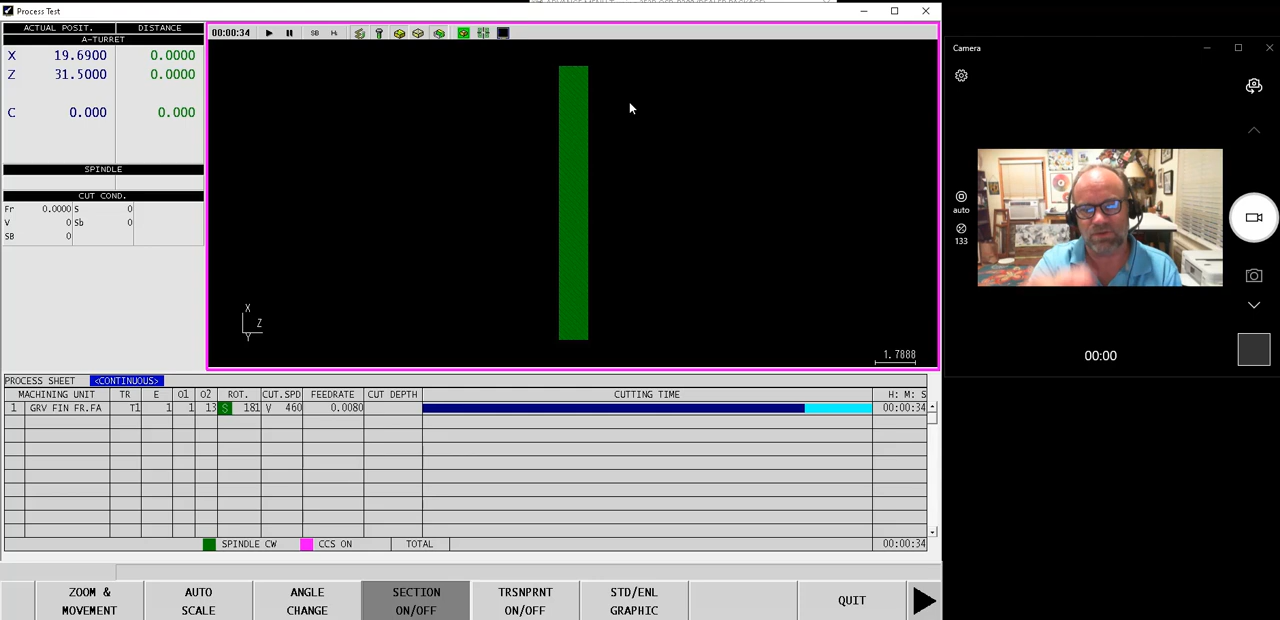 Process Test
ACTUAL POSIT. DISTANCE
A-TURRET
X 19.6900 0.0000
Z 31.5000 0.0000
C 0.000 0.000
SPINDLE
CUT COND.
Fr 0.0000 S 0
V 0 Sb 0
SB 0
00:00:34 SB
X
Z
Y
1.7888
PROCESS SHEET <CONTINUOUS>
MACHINING UNIT TR E O1 O2 ROT. CUT.SPD FEEDRATE CUT DEPTH CUTTING TIME H: M: S
1 GRV FIN FR.FA T1 1 1 13 S 181 V 460 0.0080 00:00:34
SPINDLE CW CCS ON TOTAL 00:00:34
ZOOM & MOVEMENT
AUTO SCALE
ANGLE CHANGE
SECTION ON/OFF
TRSNPRNT ON/OFF
STD/ENL GRAPHIC
QUIT
Camera
auto
133
00:00